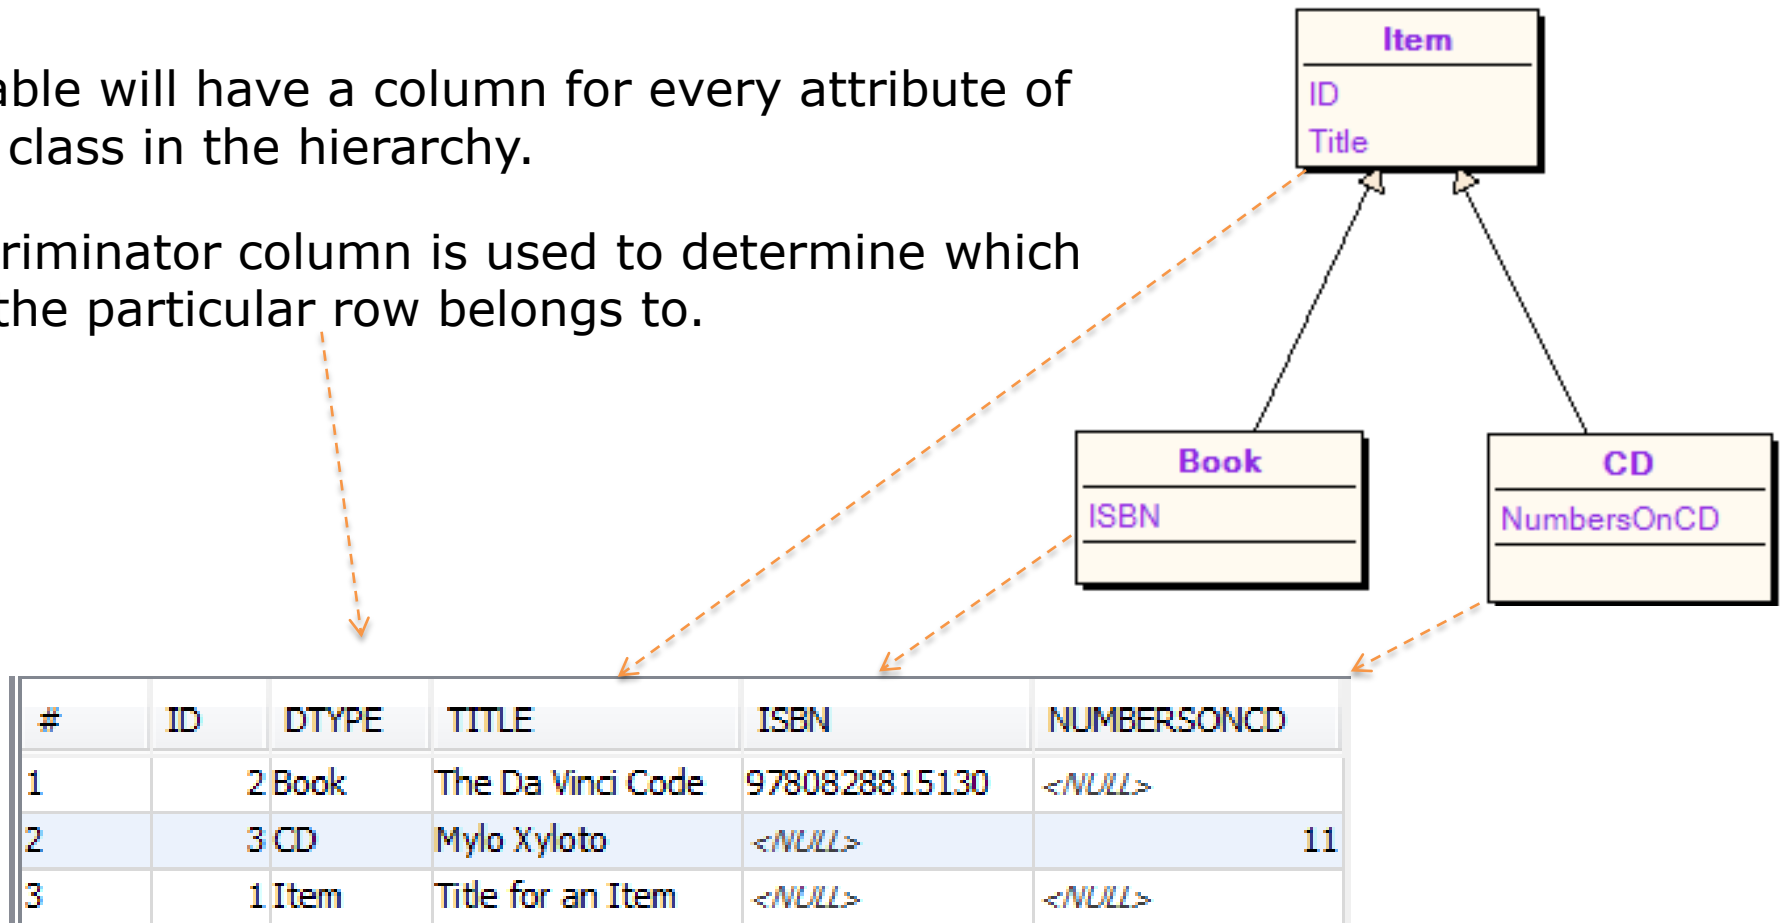 able will have a column for every attribute of
class in the hierarchy.
riminator column is used to determine which
the particular row belongs to.
Item
ID
Title
Book
ISBN
CD
NumbersOnCD
# ID DTYPE TITLE ISBN NUMBERSONCD
1 2 Book The Da Vinci Code 9780828815130 <NULL>
2 3 CD Mylo Xyloto <NULL> 11
3 1 Item Title for an Item <NULL> <NULL>